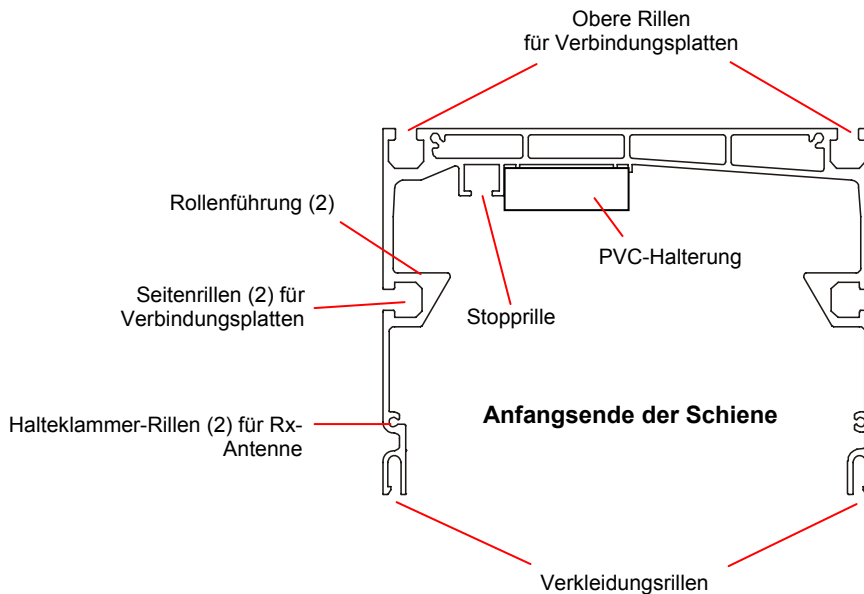 Obere Rillen
für Verbindungsplatten
Rollenführung (2)
PVC-Halterung
Seitenrillen (2) für
Verbindungsplatten
Stopprille
Anfangsende der Schiene
Halteklammer-Rillen (2) für Rx-
Antenne
Verkleidungsrillen